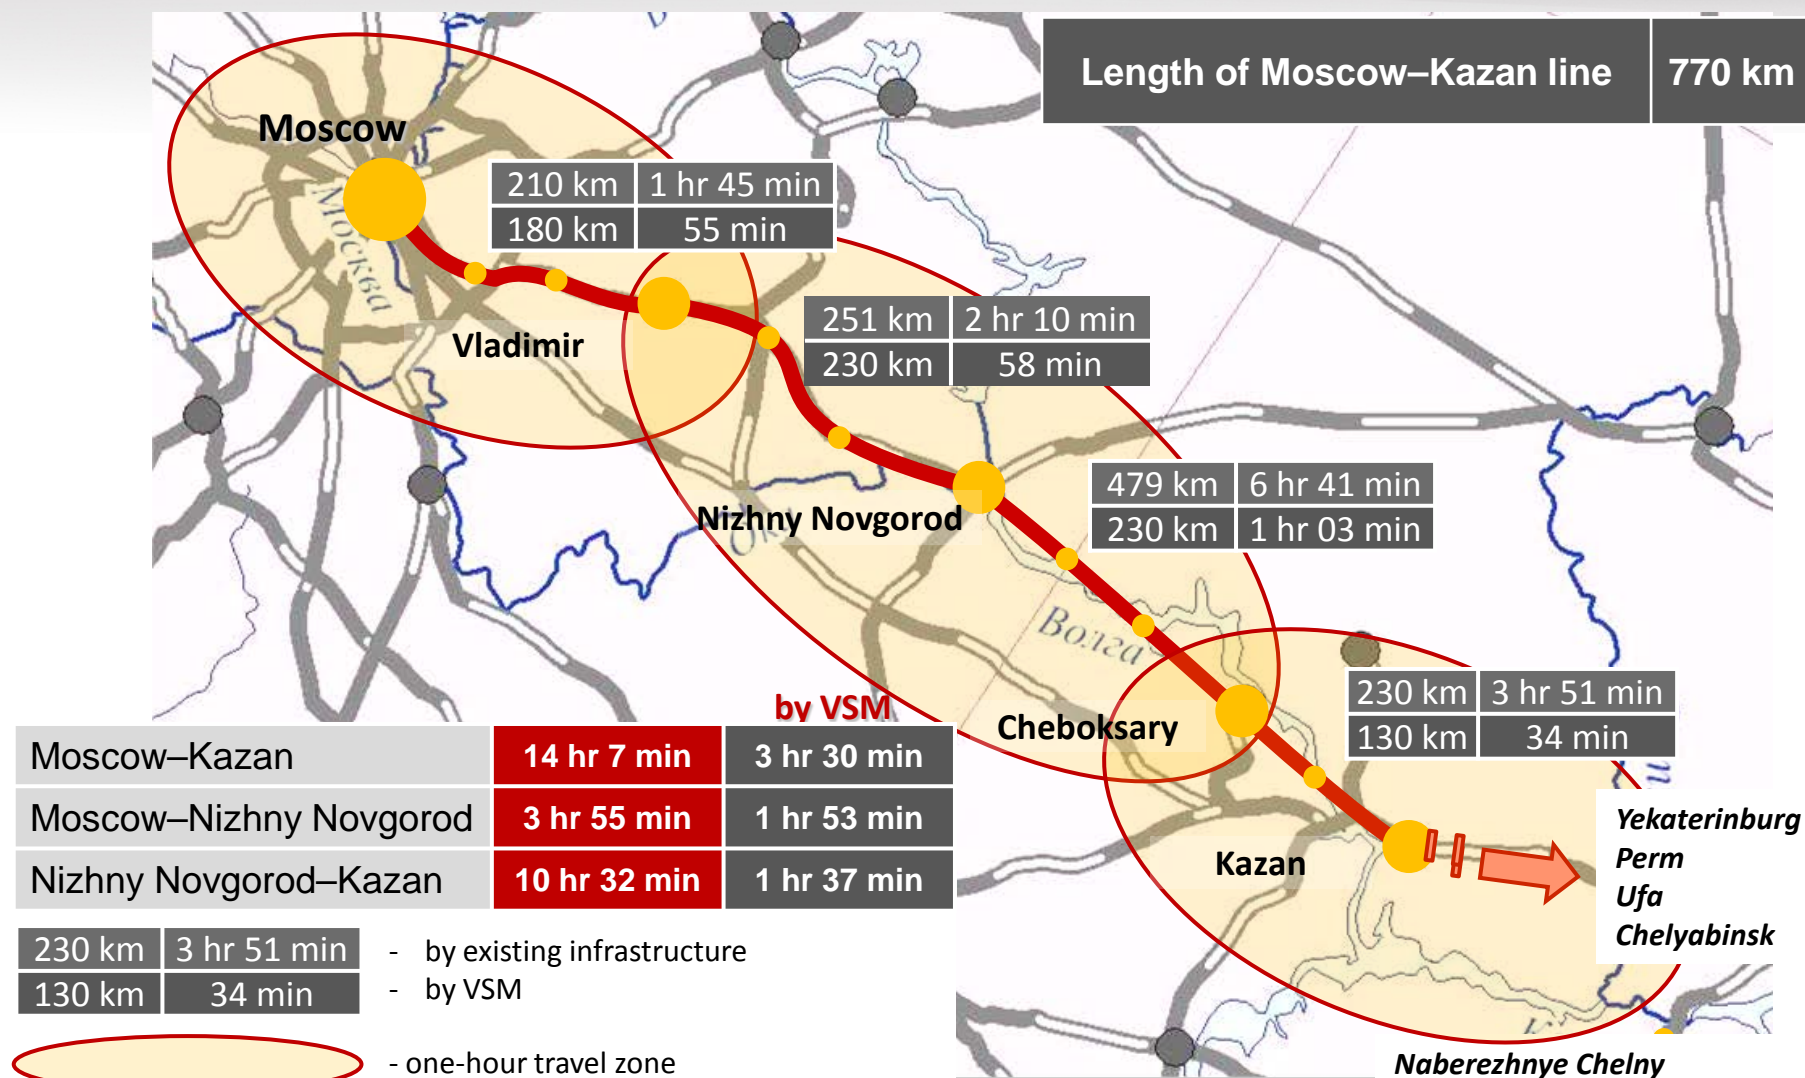 Length of Moscow–Kazan line 770 km
Moscow
210 km 1 hr 45 min
180 km 55 min
Москва
251 km 2 hr 10 min
230 km 58 min
Vladimir
479 km 6 hr 41 min
230 km 1 hr 03 min
Nizhny Novgorod
Ока
Волга
230 km 3 hr 51 min
130 km 34 min
Cheboksary
by VSM
Moscow–Kazan 14 hr 7 min 3 hr 30 min
Moscow–Nizhny Novgorod 3 hr 55 min 1 hr 53 min
Nizhny Novgorod–Kazan 10 hr 32 min 1 hr 37 min
Kazan
Yekaterinburg
Perm
Ufa
Chelyabinsk
230 km 3 hr 51 min - by existing infrastructure
130 km 34 min - by VSM
- one-hour travel zone
Naberezhnye Chelny